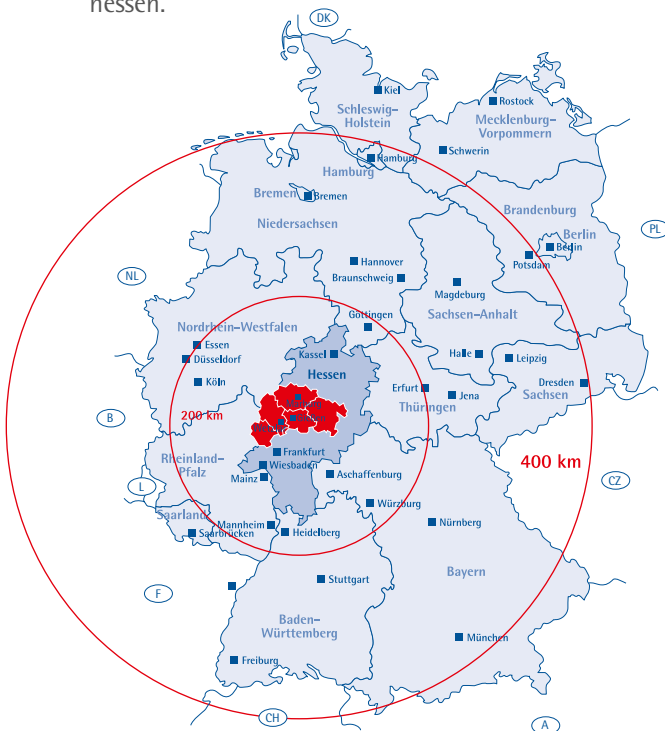 hessen.
DK
Kiel
Rostock
Schleswig-
Holstein
Mecklenburg-
Vorpommern
Schwerin
Hamburg
Hamburg
Bremen
Bremen
Brandenburg
Niedersachsen
Berlin
Berlin
PL
Potsdam
Hannover
Braunschweig
NL
Magdeburg
Göttingen
Sachsen-Anhalt
Nordrhein-Westfalen
Essen
Düsseldorf
Kassel
Halle
Leipzig
Hessen
Köln
Erfurt
Jena
Dresden
Sachsen
Thüringen
B
200 km
Frankfurt
Rheinland-
Pfalz
Wiesbaden
Mainz
Aschaffenburg
400 km
CZ
L
Würzburg
Saarland
Mannheim
Saarbrücken
Heidelberg
Nürnberg
Bayern
F
Stuttgart
Baden-
Württemberg
München
Freiburg
CH
A